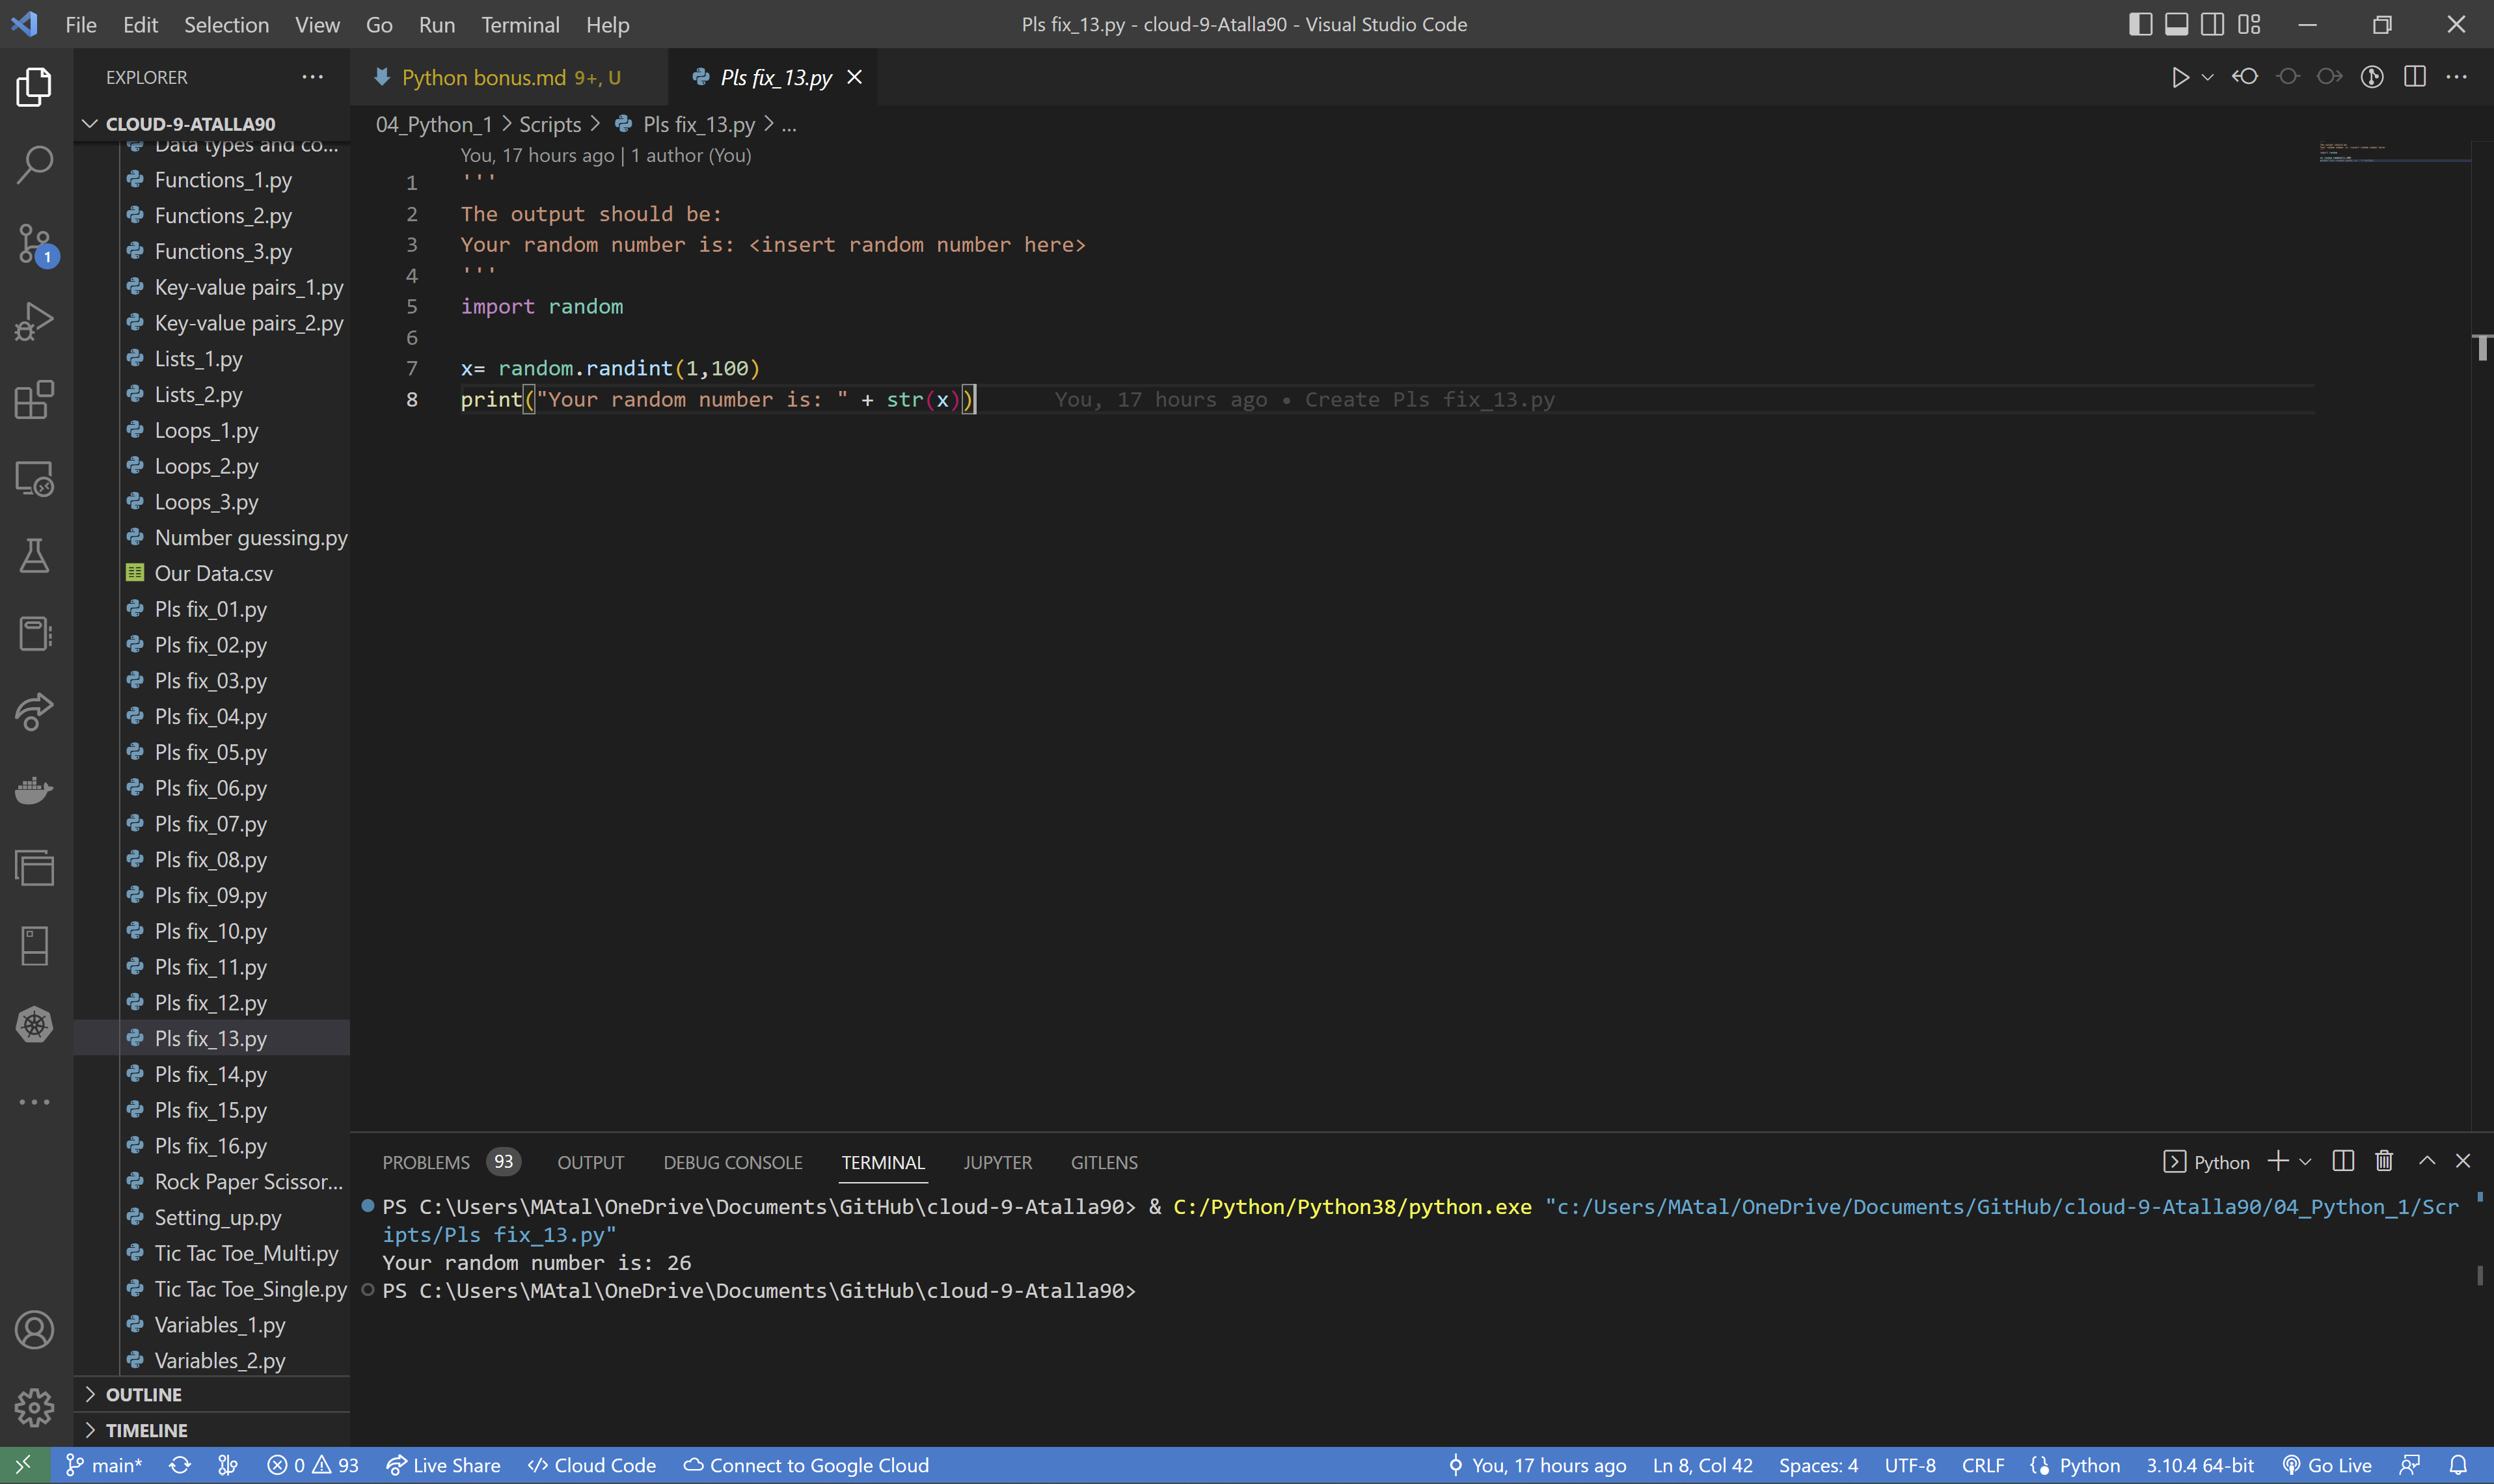 File Edit Selection View Go Run Terminal Help
Pls fix_13.py - cloud-9-Atalla90 - Visual Studio Code
EXPLORER
CLOUD-9-ATALLA90
Data types and co...
Functions_1.py
Functions_2.py
Functions_3.py
Key-value pairs_1.py
Key-value pairs_2.py
Lists_1.py
Lists_2.py
Loops_1.py
Loops_2.py
Loops_3.py
Number guessing.py
Our Data.csv
Pls fix_01.py
Pls fix_02.py
Pls fix_03.py
Pls fix_04.py
Pls fix_05.py
Pls fix_06.py
Pls fix_07.py
Pls fix_08.py
Pls fix_09.py
Pls fix_10.py
Pls fix_11.py
Pls fix_12.py
Pls fix_13.py
Pls fix_14.py
Pls fix_15.py
Pls fix_16.py
Rock Paper Scissor...
Setting_up.py
Tic Tac Toe_Multi.py
Tic Tac Toe_Single.py
Variables_1.py
Variables_2.py
OUTLINE
TIMELINE
1
Python bonus.md 9+, U
Pls fix_13.py
04_Python_1 > Scripts > Pls fix_13.py > ...
You, 17 hours ago | 1 author (You)
1 '''
2 The output should be:
3 Your random number is: <insert random number here>
4 '''
5 import random
6
7 x= random.randint(1,100)
8 print("Your random number is: " + str(x)) You, 17 hours ago • Create Pls fix_13.py
PROBLEMS 93 OUTPUT DEBUG CONSOLE TERMINAL JUPYTER GITLENS
Python
PS C:\Users\MAtal\OneDrive\Documents\GitHub\cloud-9-Atalla90> & C:/Python/Python38/python.exe "c:/Users/MAtal/OneDrive/Documents/GitHub/cloud-9-Atalla90/04_Python_1/Scr
ipts/Pls fix_13.py"
Your random number is: 26
PS C:\Users\MAtal\OneDrive\Documents\GitHub\cloud-9-Atalla90>
main* 0 93 Live Share Cloud Code Connect to Google Cloud You, 17 hours ago Ln 8, Col 42 Spaces: 4 UTF-8 CRLF Python 3.10.4 64-bit Go Live